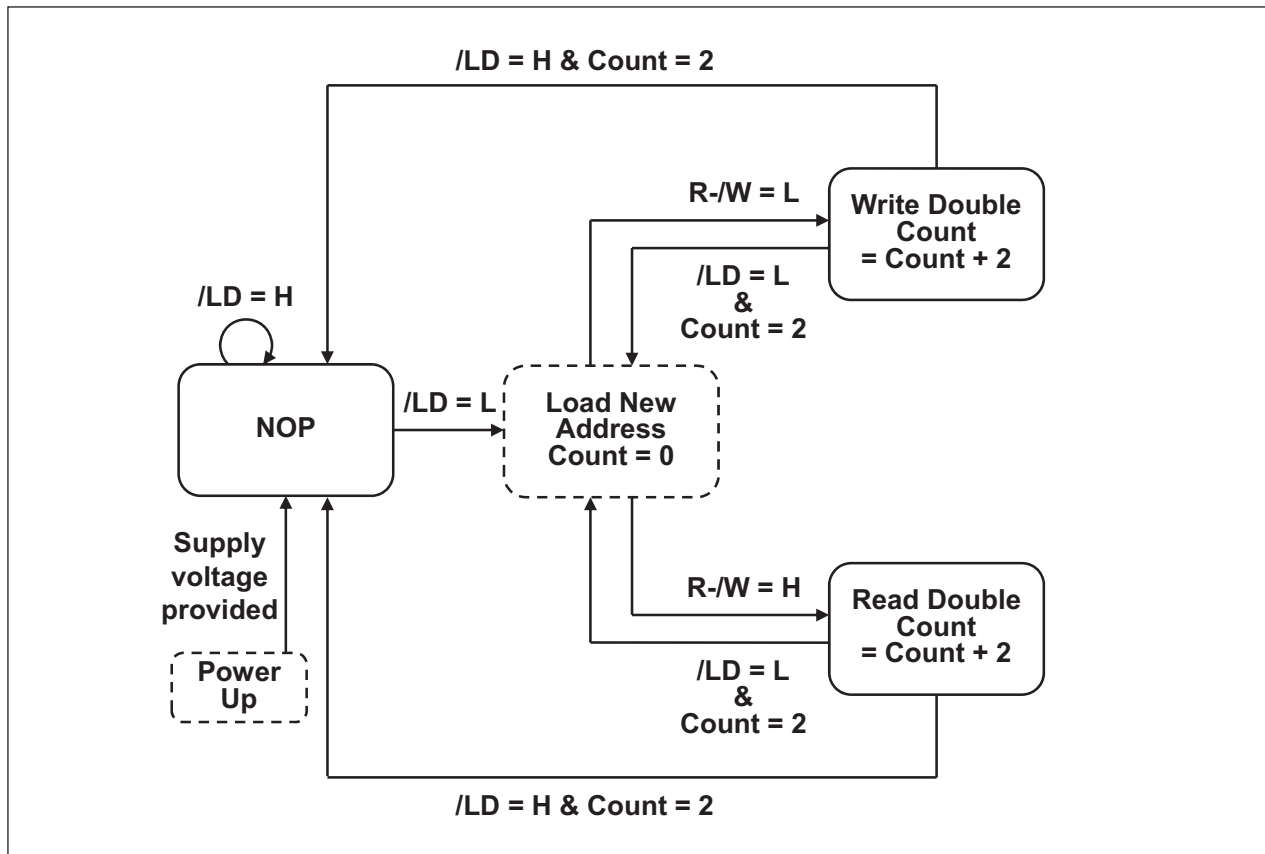 /LD = H & Count = 2
R-/W = L
Write Double
Count
= Count + 2
/LD = L
&
Count = 2
/LD = H
NOP
/LD = L
Load New
Address
Count = 0
Supply
voltage
provided
Power
Up
R-/W = H
Read Double
Count
= Count + 2
/LD = L
&
Count = 2
/LD = H & Count = 2